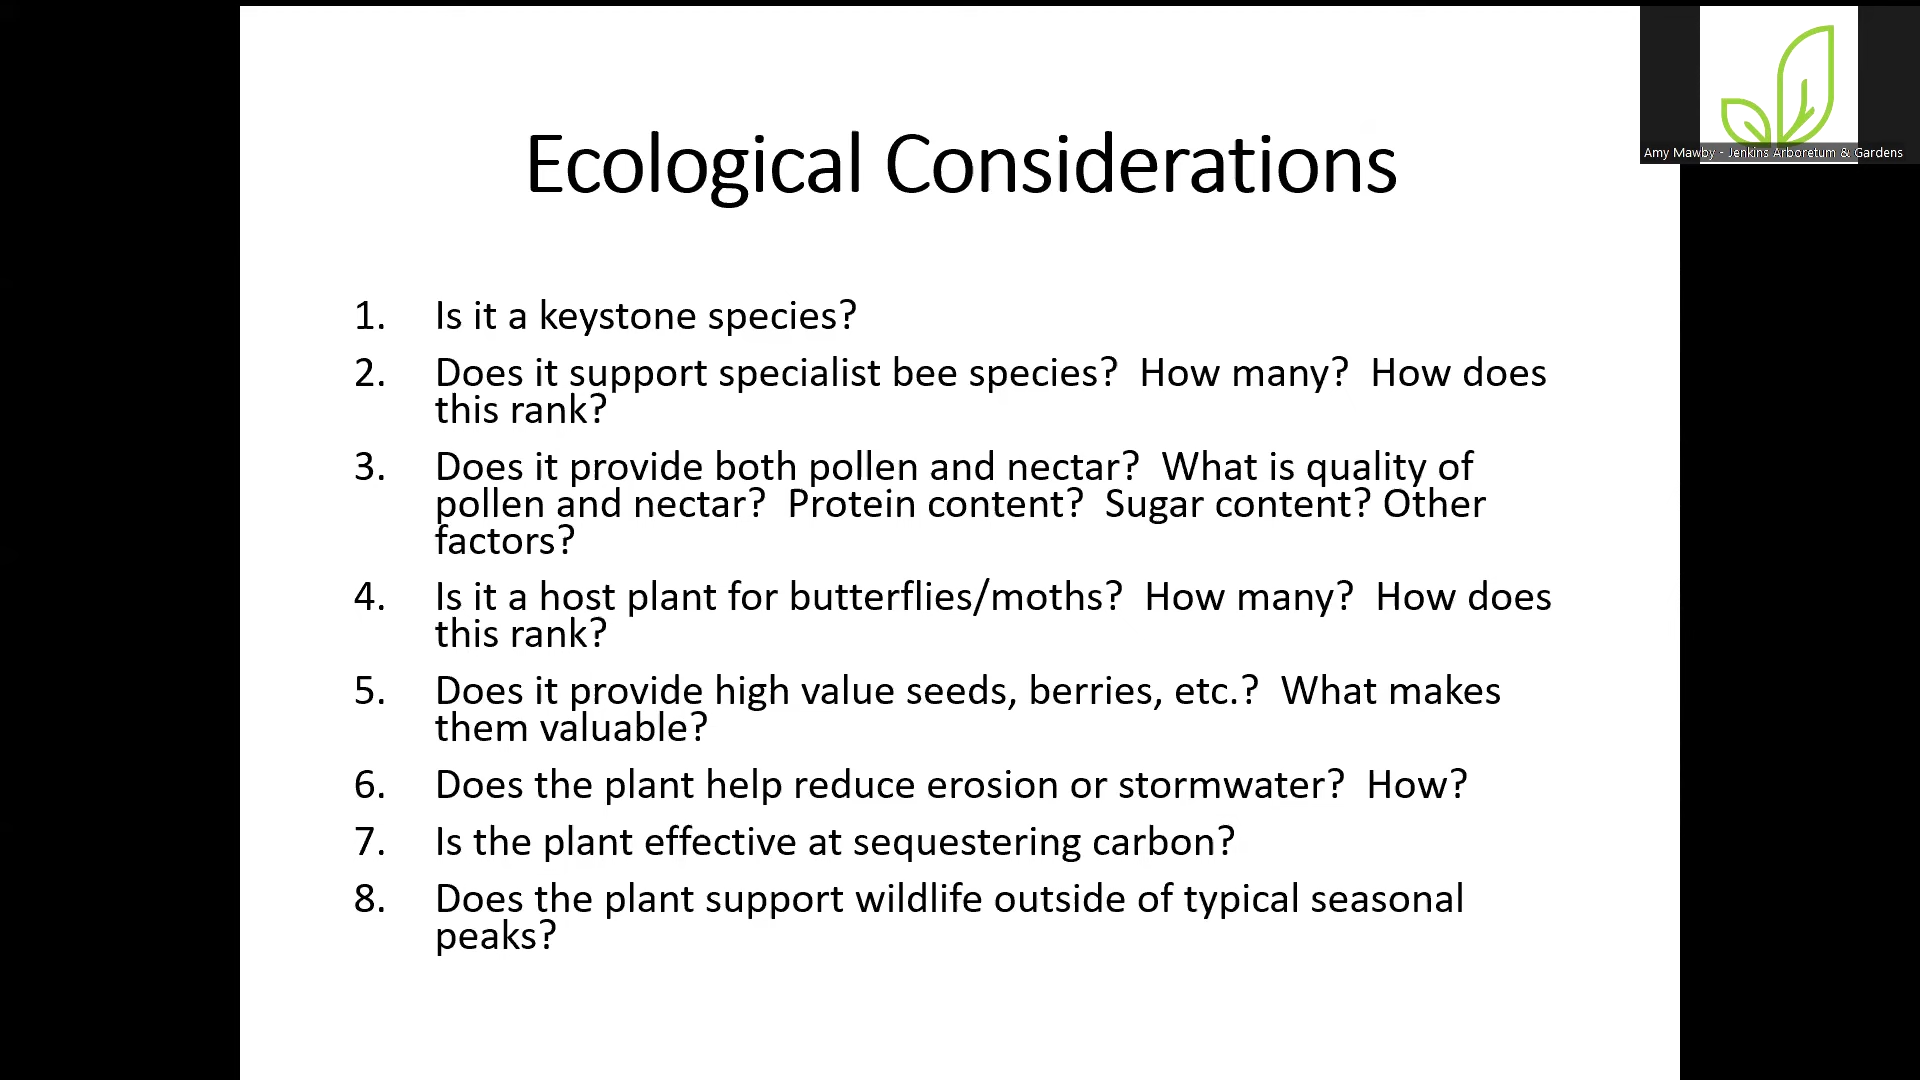 Ecological Considerations
Amy Mawby - Jenkins Arboretum & Gardens
1. Is it a keystone species?
2. Does it support specialist bee species?  How many?  How does
this rank?
3. Does it provide both pollen and nectar?  What is quality of
pollen and nectar?  Protein content?  Sugar content? Other
factors?
4. Is it a host plant for butterflies/moths?  How many?  How does
this rank?
5. Does it provide high value seeds, berries, etc.?  What makes
them valuable?
6. Does the plant help reduce erosion or stormwater?  How?
7. Is the plant effective at sequestering carbon?
8. Does the plant support wildlife outside of typical seasonal
peaks?